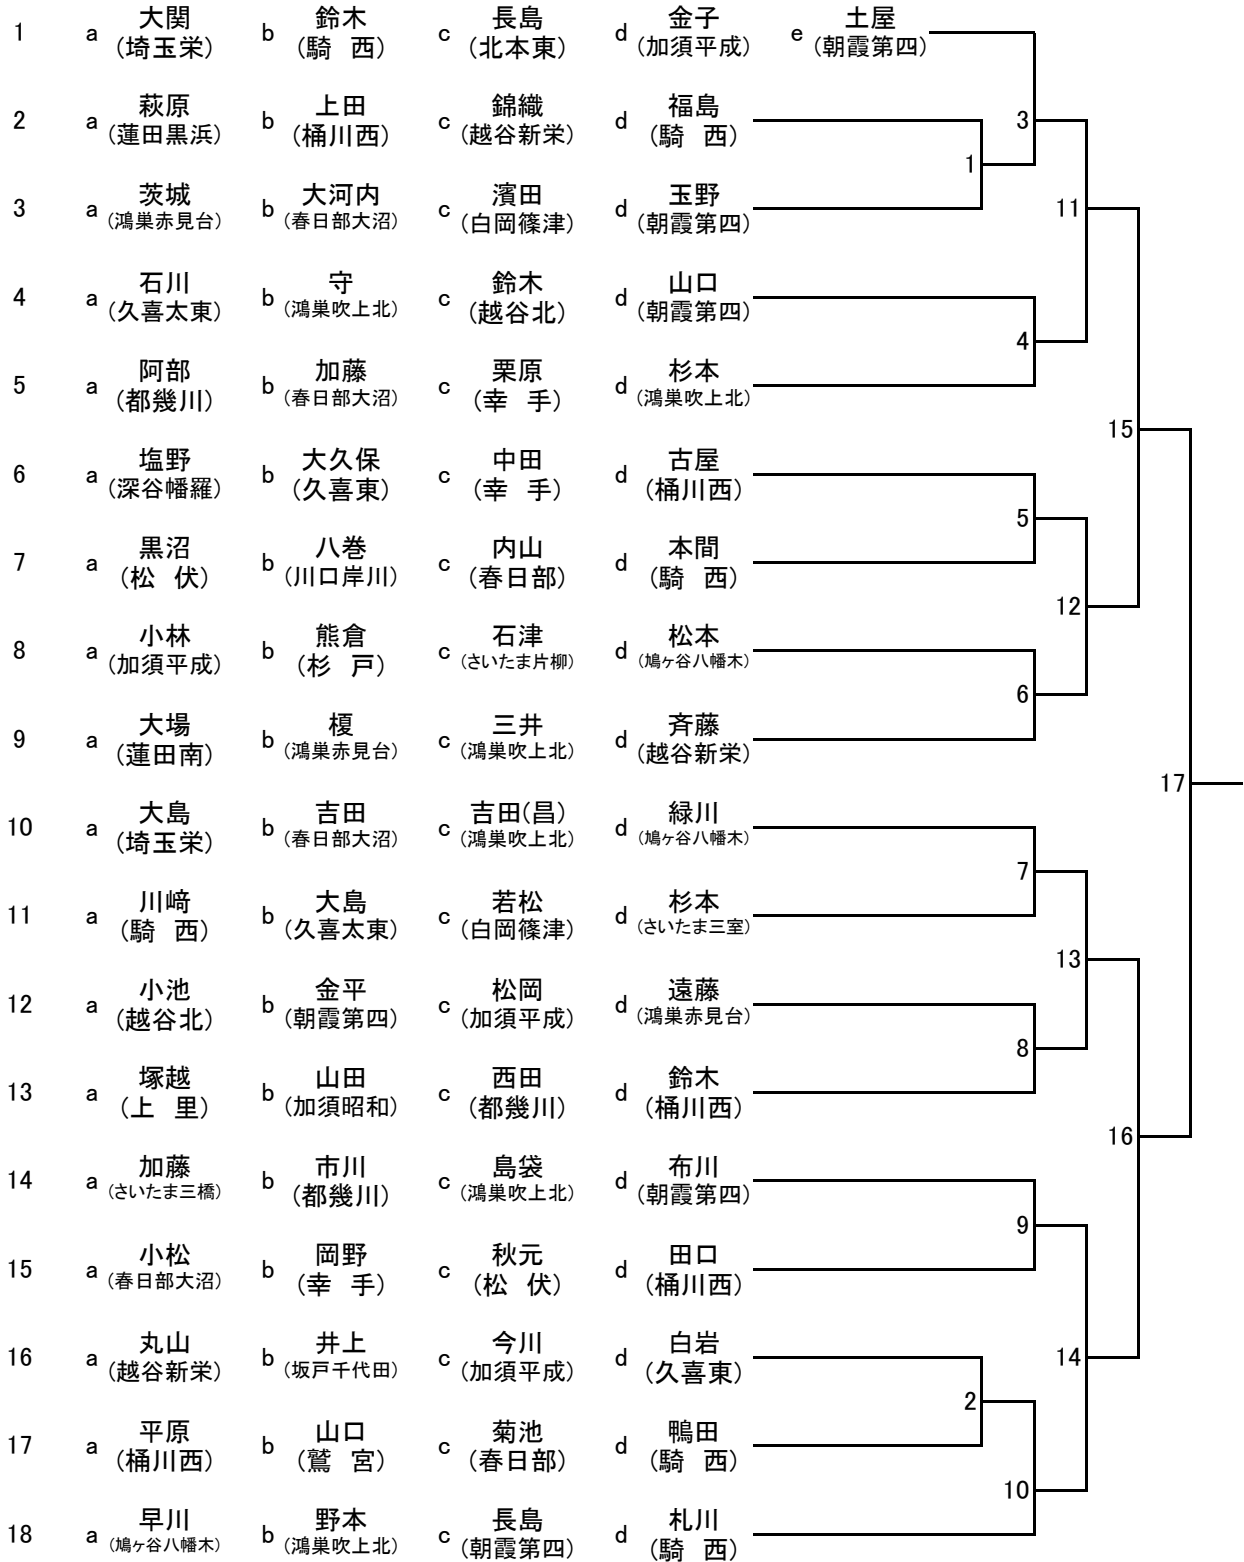 1 a 大関 b 鈴木 c 長島 d 金子 e 土屋
(埼玉栄) (騎 西) (北本東) (加須平成) (朝霞第四)
2 a 萩原 b 上田 c 錦織 d 福島 3
(蓮田黒浜) (桶川西) (越谷新栄) (騎 西)
1
3 a 茨城 b 大河内 c 濱田 d 玉野 11
(鴻巣赤見台) (春日部大沼) (白岡篠津) (朝霞第四)
4 a 石川 b 守 c 鈴木 d 山口
(久喜太東) (鴻巣吹上北) (越谷北) (朝霞第四)
4
5 a 阿部 b 加藤 c 栗原 d 杉本
(都幾川) (春日部大沼) (幸 手) (鴻巣吹上北)
15
6 a 塩野 b 大久保 c 中田 d 古屋
(深谷幡羅) (久喜東) (幸 手) (桶川西)
5
7 a 黒沼 b 八巻 c 内山 d 本間
(松 伏) (川口岸川) (春日部) (騎 西)
12
8 a 小林 b 熊倉 c 石津 d 松本
(加須平成) (杉 戸) (さいたま片柳) (鳩ヶ谷八幡木)
6
9 a 大場 b 榎 c 三井 d 斉藤
(蓮田南) (鴻巣赤見台) (鴻巣吹上北) (越谷新栄)
17
10 a 大島 b 吉田 c 吉田(昌) d 緑川
(埼玉栄) (春日部大沼) (鴻巣吹上北) (鳩ヶ谷八幡木)
7
11 a 川﨑 b 大島 c 若松 d 杉本
(騎 西) (久喜太東) (白岡篠津) (さいたま三室)
13
12 a 小池 b 金平 c 松岡 d 遠藤
(越谷北) (朝霞第四) (加須平成) (鴻巣赤見台)
8
13 a 塚越 b 山田 c 西田 d 鈴木
(上 里) (加須昭和) (都幾川) (桶川西)
16
14 a 加藤 b 市川 c 島袋 d 布川
(さいたま三橋) (都幾川) (鴻巣吹上北) (朝霞第四)
9
15 a 小松 b 岡野 c 秋元 d 田口
(春日部大沼) (幸 手) (松 伏) (桶川西)
16 a 丸山 b 井上 c 今川 d 白岩 14
(越谷新栄) (坂戸千代田) (加須平成) (久喜東)
2
17 a 平原 b 山口 c 菊池 d 鴨田
(桶川西) (鷲 宮) (春日部) (騎 西)
10
18 a 早川 b 野本 c 長島 d 札川
(鳩ヶ谷八幡木) (鴻巣吹上北) (朝霞第四) (騎 西)